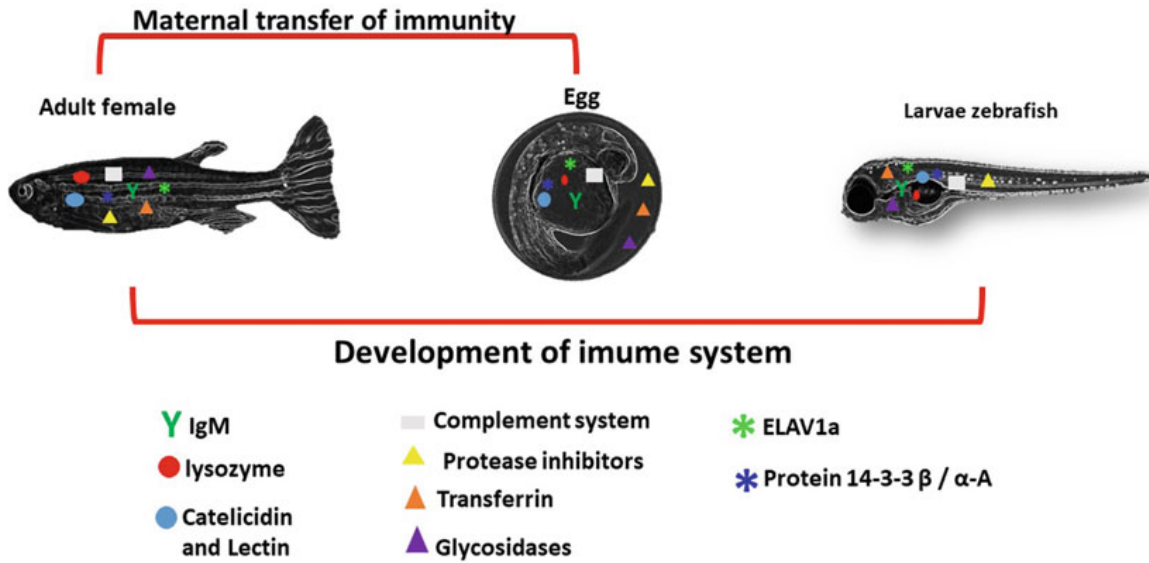 Maternal transfer of immunity
Adult female
Egg
Larvae zebrafish
Development of imume system
IgM
lysozyme
Catelicidin
and Lectin
Complement system
Protease inhibitors
Transferrin
Glycosidases
ELAV1a
Protein 14-3-3 β / α-A